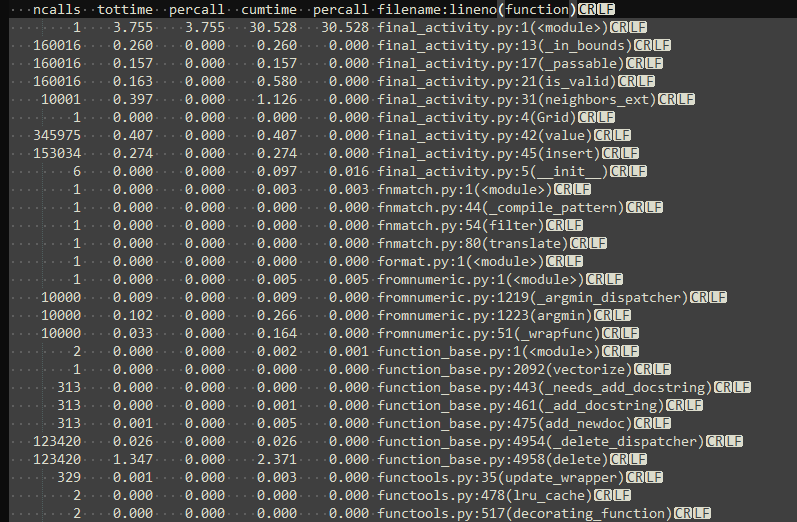 ncalls tottime percall cumtime percall filename:lineno(function)CRLF
1 3.755 3.755 30.528 30.528 final_activity.py:1(<module>)CRLF
160016 0.260 0.000 0.260 0.000 final_activity.py:13(_in_bounds)CRLF
160016 0.157 0.000 0.157 0.000 final_activity.py:17(_passable)CRLF
160016 0.163 0.000 0.580 0.000 final_activity.py:21(is_valid)CRLF
10001 0.397 0.000 1.126 0.000 final_activity.py:31(neighbors_ext)CRLF
1 0.000 0.000 0.000 0.000 final_activity.py:4(Grid)CRLF
345975 0.407 0.000 0.407 0.000 final_activity.py:42(value)CRLF
153034 0.274 0.000 0.274 0.000 final_activity.py:45(insert)CRLF
6 0.000 0.000 0.097 0.016 final_activity.py:5(__init__)CRLF
1 0.000 0.000 0.003 0.003 fnmatch.py:1(<module>)CRLF
1 0.000 0.000 0.000 0.000 fnmatch.py:44(_compile_pattern)CRLF
1 0.000 0.000 0.000 0.000 fnmatch.py:54(filter)CRLF
1 0.000 0.000 0.000 0.000 fnmatch.py:80(translate)CRLF
1 0.000 0.000 0.000 0.000 format.py:1(<module>)CRLF
1 0.000 0.000 0.005 0.005 fromnumeric.py:1(<module>)CRLF
10000 0.009 0.000 0.009 0.000 fromnumeric.py:1219(_argmin_dispatcher)CRLF
10000 0.102 0.000 0.266 0.000 fromnumeric.py:1223(argmin)CRLF
10000 0.033 0.000 0.164 0.000 fromnumeric.py:51(_wrapfunc)CRLF
2 0.000 0.000 0.002 0.001 function_base.py:1(<module>)CRLF
1 0.000 0.000 0.000 0.000 function_base.py:2092(vectorize)CRLF
313 0.000 0.000 0.000 0.000 function_base.py:443(_needs_add_docstring)CRLF
313 0.000 0.000 0.001 0.000 function_base.py:461(_add_docstring)CRLF
313 0.001 0.000 0.005 0.000 function_base.py:475(add_newdoc)CRLF
123420 0.026 0.000 0.026 0.000 function_base.py:4954(_delete_dispatcher)CRLF
123420 1.347 0.000 2.371 0.000 function_base.py:4958(delete)CRLF
329 0.001 0.000 0.003 0.000 functools.py:35(update_wrapper)CRLF
2 0.000 0.000 0.000 0.000 functools.py:478(lru_cache)CRLF
2 0.000 0.000 0.000 0.000 functools.py:517(decorating_function)CRLF